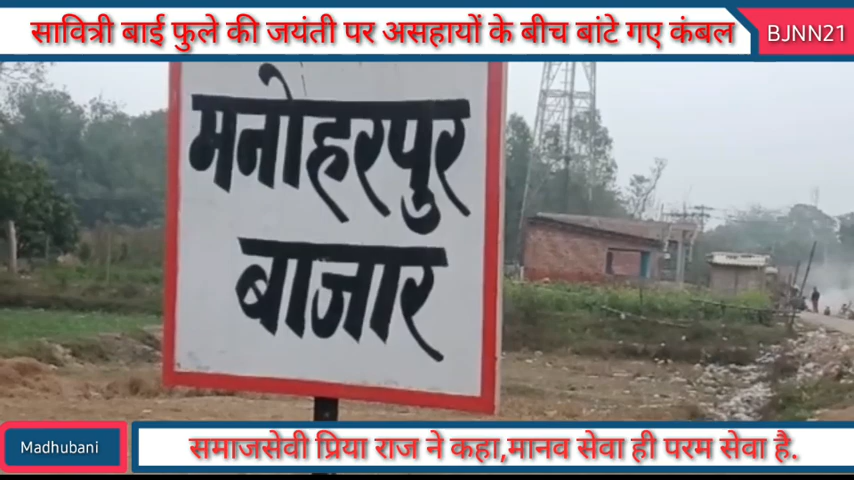 सावित्री बाई फुले की जयंती पर असहायों के बीच बांटे गए कंबल
BJNN21
मनोहरपुर
बाजार
Madhubani
समाजसेवी प्रिया राज ने कहा,मानव सेवा ही परम सेवा है.